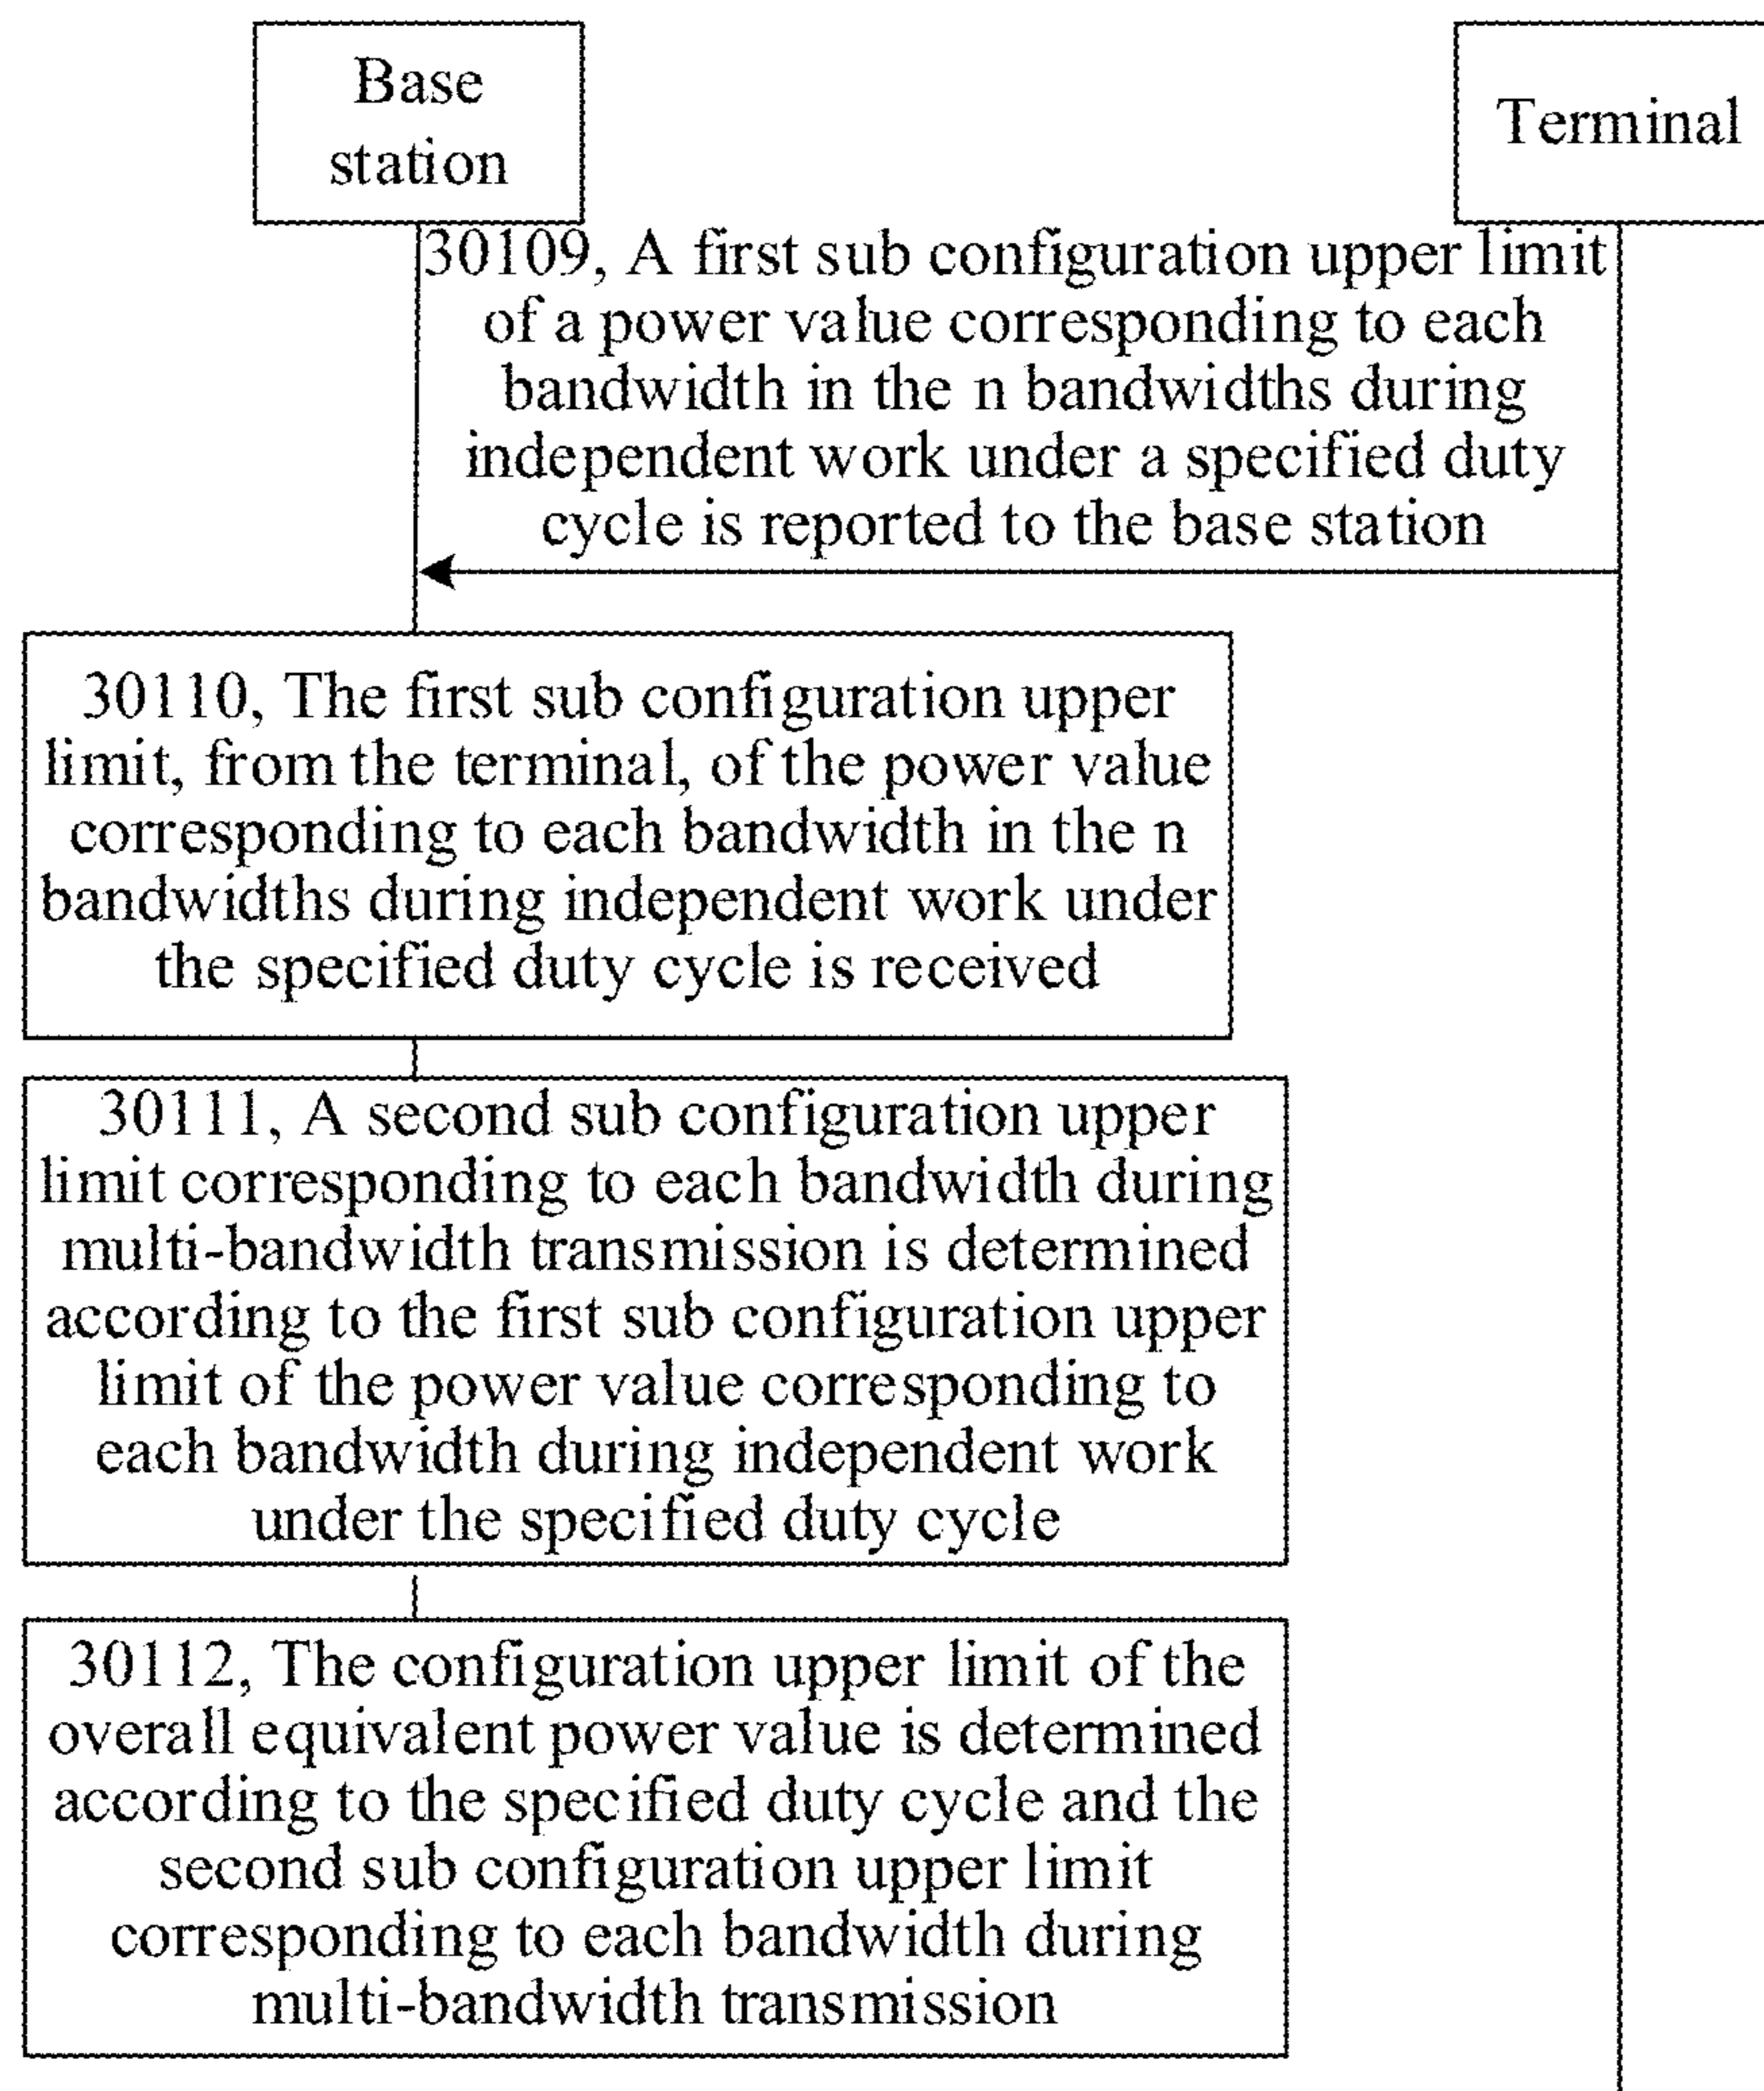 Base
station
Terminal
30109, A first sub configuration upper limit
of a power value corresponding to each
bandwidth in the n bandwidths during
independent work under a specified duty
cycle is reported to the base station
30110, The first sub configuration upper
limit, from the terminal, of the power value
corresponding to each bandwidth in the n
bandwidths during independent work under
the specified duty cycle is received
30111, A second sub configuration upper
limit corresponding to each bandwidth during
multi-bandwidth transmission is determined
according to the first sub configuration upper
limit of the power value corresponding to
each bandwidth during independent work
under the specified duty cycle
30112, The configuration upper limit of the
overall equivalent power value is determined
according to the specified duty cycle and the
second sub configuration upper limit
corresponding to each bandwidth during
multi-bandwidth transmission